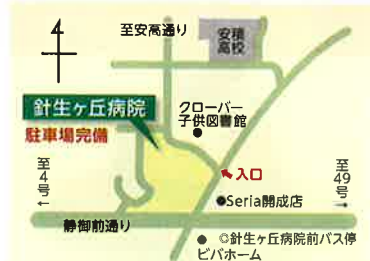 至安高通り
安積
高校
針生ヶ丘病院
駐車場完備
クローバー
子供図書館
入口
至4号
至49号
●Seria開成店
静御前通り
● ◎針生ヶ丘病院前バス停
ビバホーム